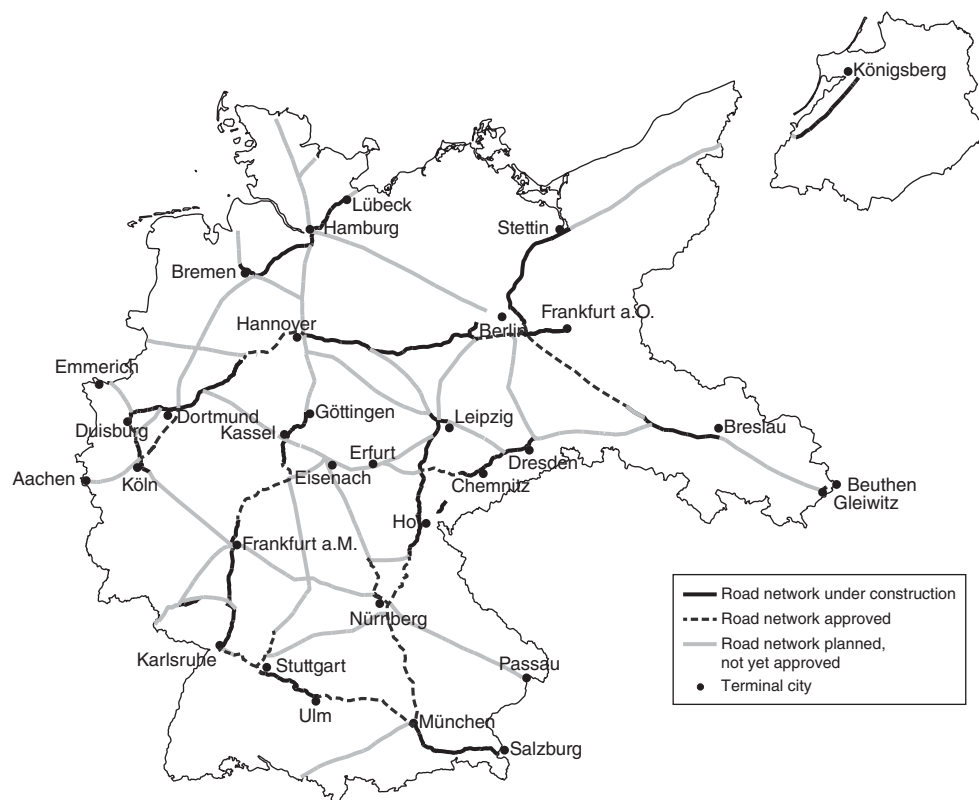 Königsberg
Lübeck
Hamburg
Stettin
Bremen
Frankfurt a.O.
Hannover
Berlin
Emmerich
Göttingen
Dortmund
Leipzig
Duisburg
Kassel
Breslau
Erfurt
Dresden
Aachen
Köln
Eisenach
Chemnitz
Beuthen
Gleiwitz
Ho
Frankfurt a.M.
Nürnberg
Karlsruhe
Stuttgart
Passau
Ulm
München
Salzburg
Road network under construction
Road network approved
Road network planned,
not yet approved
Terminal city